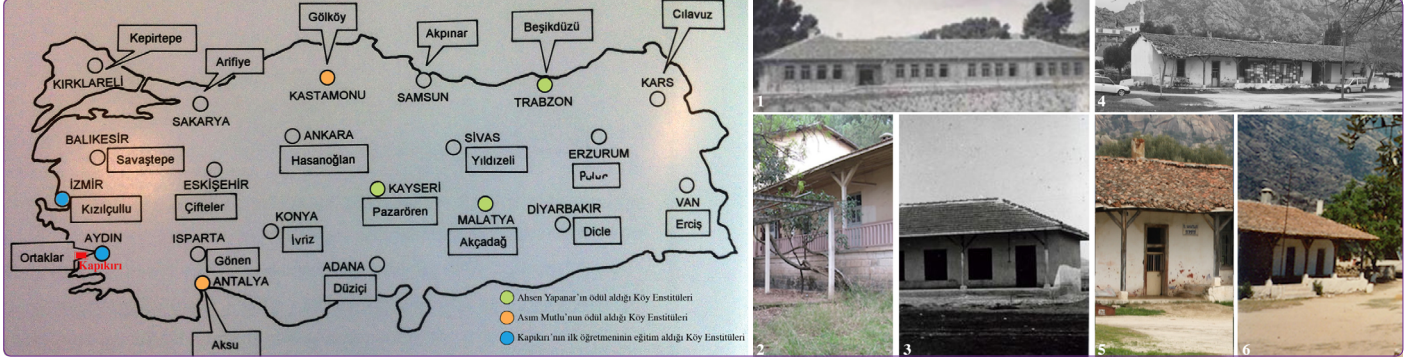 Kepirtepe
KIRKLARELİ
Arifiye
SAKARYA
Gölköy
KASTAMONU
Akpınar
SAMSUN
Beşikdüzü
TRABZON
Cılavuz
KARS
BALIKESİR
Savaştepe
ANKARA
Hasanoğlan
SİVAS
Yıldızeli
ERZURUM
ESKİŞEHİR
Çifteler
KAYSERİ
Pazarören
MALATYA
Akçadağ
DİYARBAKIR
Dicle
VAN
Erciş
İZMİR
Kızılçullu
AYDIN
Ortaklar
Kapıkırı
ISPARTA
Gönen
KONYA
İvriz
ADANA
Düziçi
ANTALYA
Aksu
Ahsen Yapanar'ın ödül aldığı Köy Enstitüleri
Asım Mutlu'nun ödül aldığı Köy Enstitüleri
Kapıkırı'nın ilk öğretmeninin eğitim aldığı Köy Enstitüleri
1
2
3
4
5
6